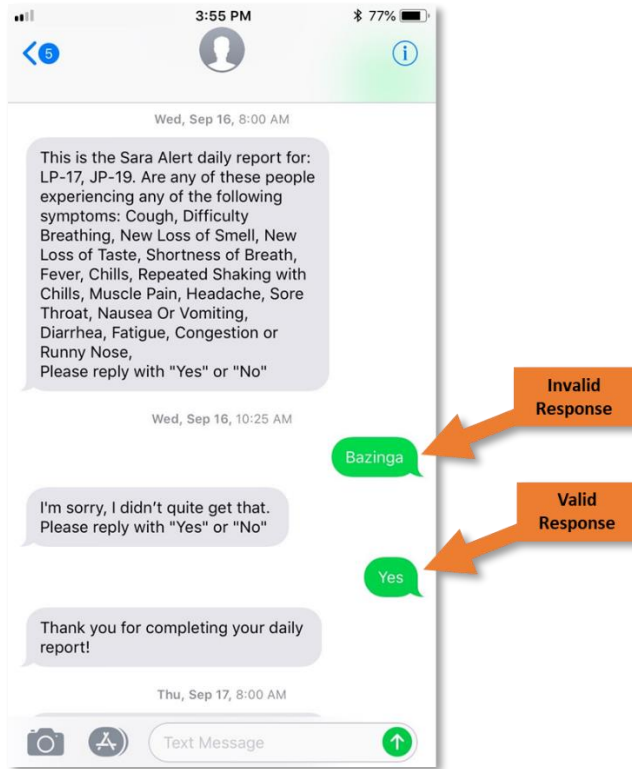 3:55 PM
77%
5
Wed, Sep 16, 8:00 AM
This is the Sara Alert daily report for:
LP-17, JP-19. Are any of these people
experiencing any of the following
symptoms: Cough, Difficulty
Breathing, New Loss of Smell, New
Loss of Taste, Shortness of Breath,
Fever, Chills, Repeated Shaking with
Chills, Muscle Pain, Headache, Sore
Throat, Nausea Or Vomiting,
Diarrhea, Fatigue, Congestion or
Runny Nose,
Please reply with "Yes" or "No"
Invalid
Response
Wed, Sep 16, 10:25 AM
Bazinga
I'm sorry, I didn't quite get that.
Please reply with "Yes" or "No"
Valid
Response
Yes
Thank you for completing your daily
report!
Thu, Sep 17, 8:00 AM
Text Message